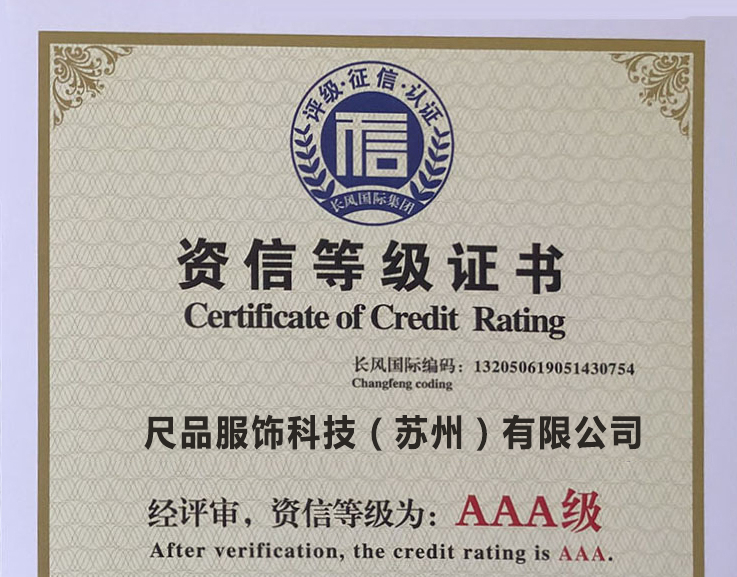 评级·征信·认证
信
长风国际集团
资信等级证书
Certificate of Credit Rating
长风国际编码：132050619051430754
Changfeng coding
尺品服饰科技（苏州）有限公司
经评审，资信等级为：AAA级
After verification, the credit rating is AAA.